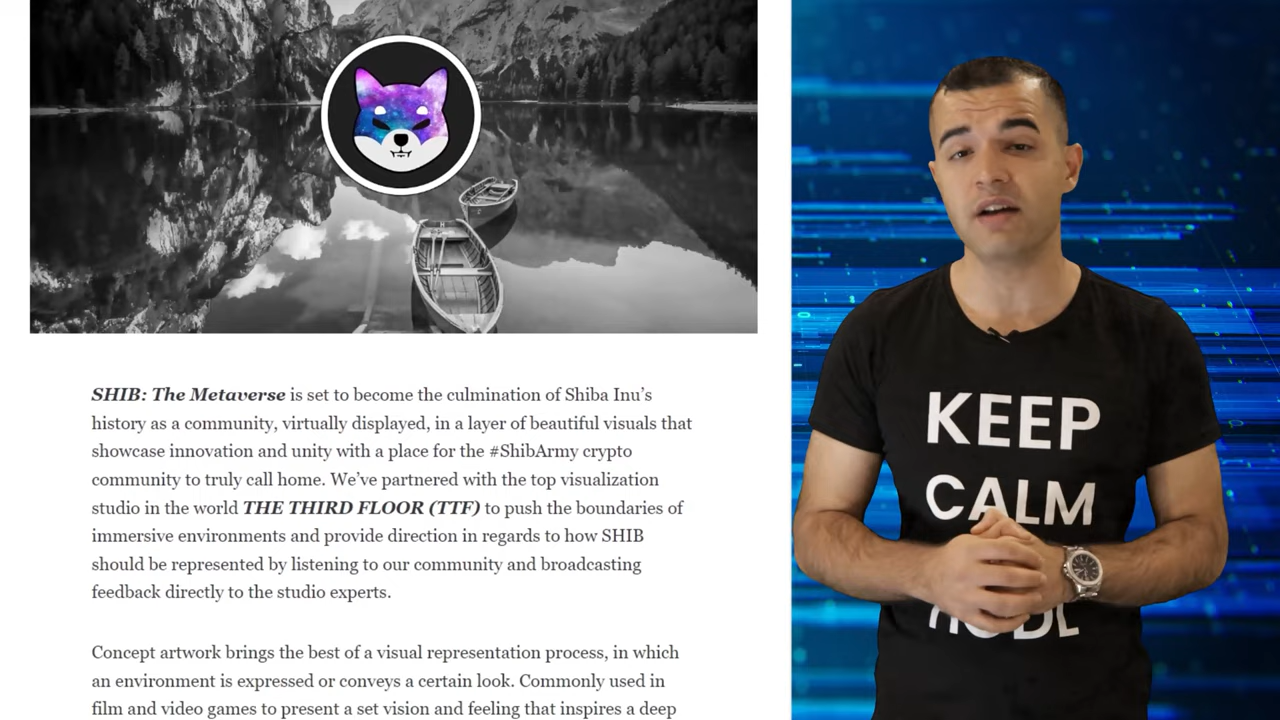 SHIB: The Metaverse is set to become the culmination of Shiba Inu’s
history as a community, virtually displayed, in a layer of beautiful visuals that
showcase innovation and unity with a place for the #ShibArmy crypto
community to truly call home. We’ve partnered with the top visualization
studio in the world THE THIRD FLOOR (TTF) to push the boundaries of
immersive environments and provide direction in regards to how SHIB
should be represented by listening to our community and broadcasting
feedback directly to the studio experts.
Concept artwork brings the best of a visual representation process, in which
an environment is expressed or conveys a certain look. Commonly used in
film and video games to present a set vision and feeling that inspires a deep
KEEP
CALM